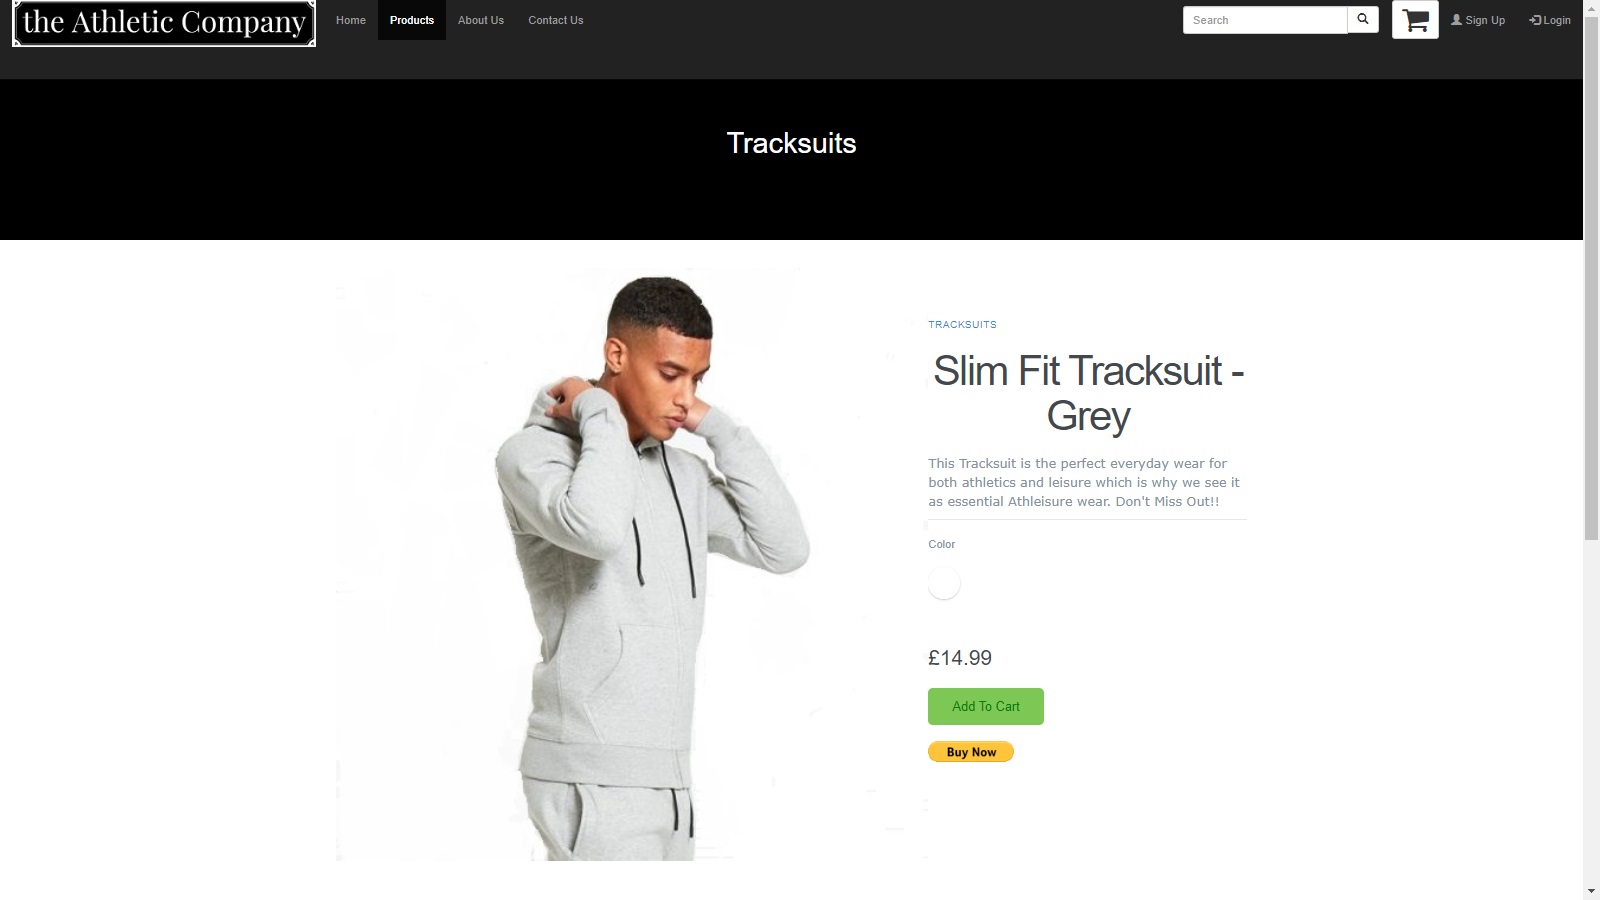 the Athletic Company
Home Products About Us Contact Us
Search
Sign Up
Login
Tracksuits
TRACKSUITS
Slim Fit Tracksuit -
Grey
This Tracksuit is the perfect everyday wear for
both athletics and leisure which is why we see it
as essential Athleisure wear. Don't Miss Out!!
Color
£14.99
Add To Cart
Buy Now